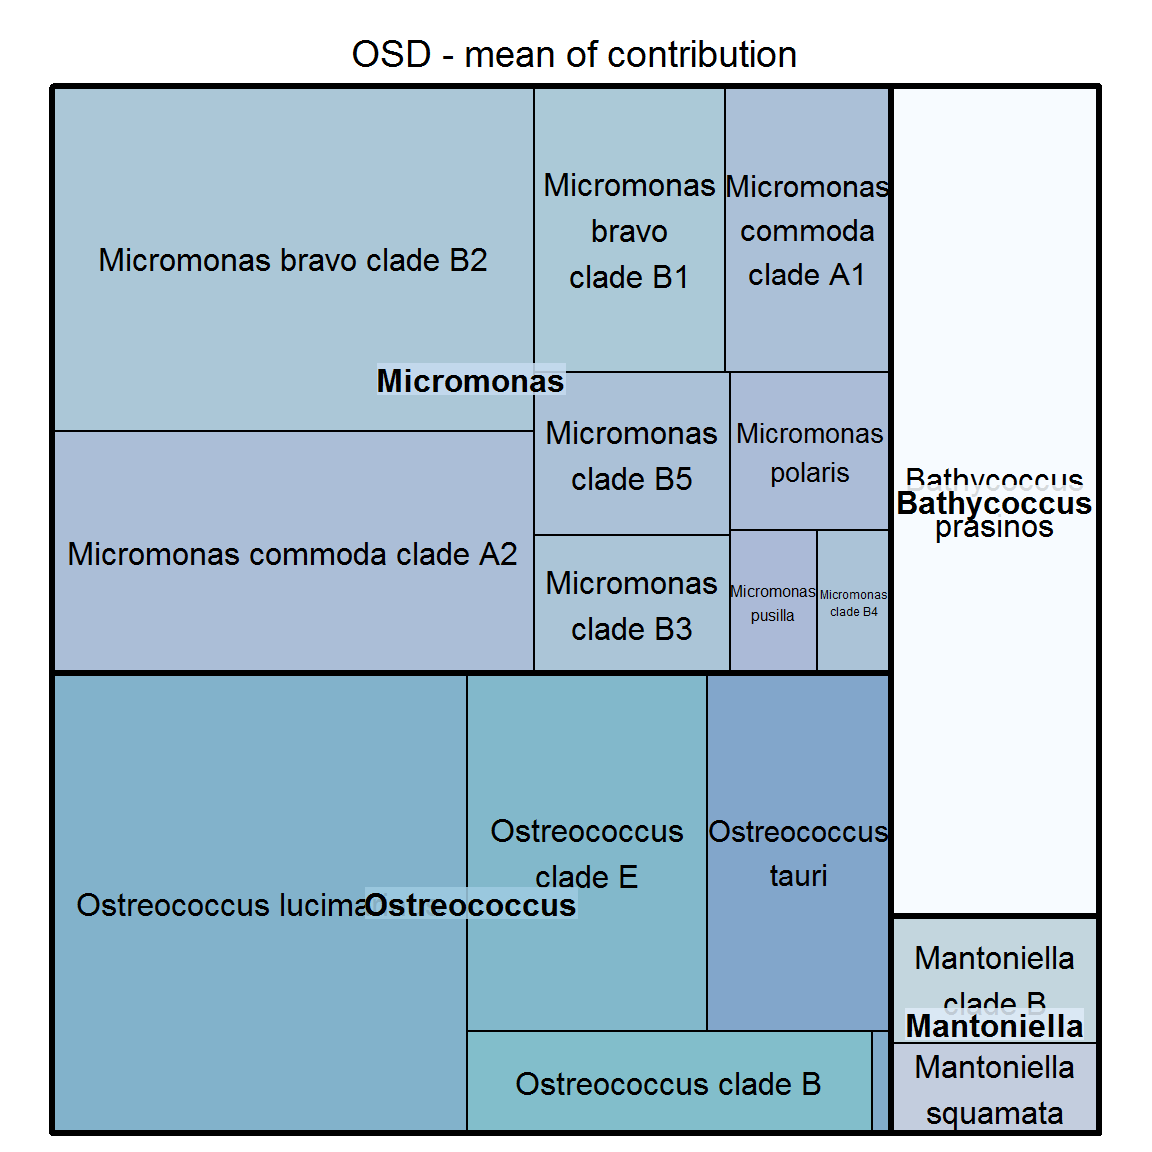 OSD - mean of contribution
Micromonas bravo clade B2
Micromonas
bravo
clade B1
Micromonas
commoda
clade A1
Micromonas
Micromonas commoda clade A2
Micromonas
clade B5
Micromonas
polaris
Micromonas
clade B3
Micromonas
pusilla
Micromonas
clade B4
Bathycoccus
Bathycoccus
prasinos
Ostreococcus
Ostreococcus
clade E
Ostreococcus
tauri
Ostreococcus clade B
Mantoniella
clade B
Mantoniella
Mantoniella
squamata